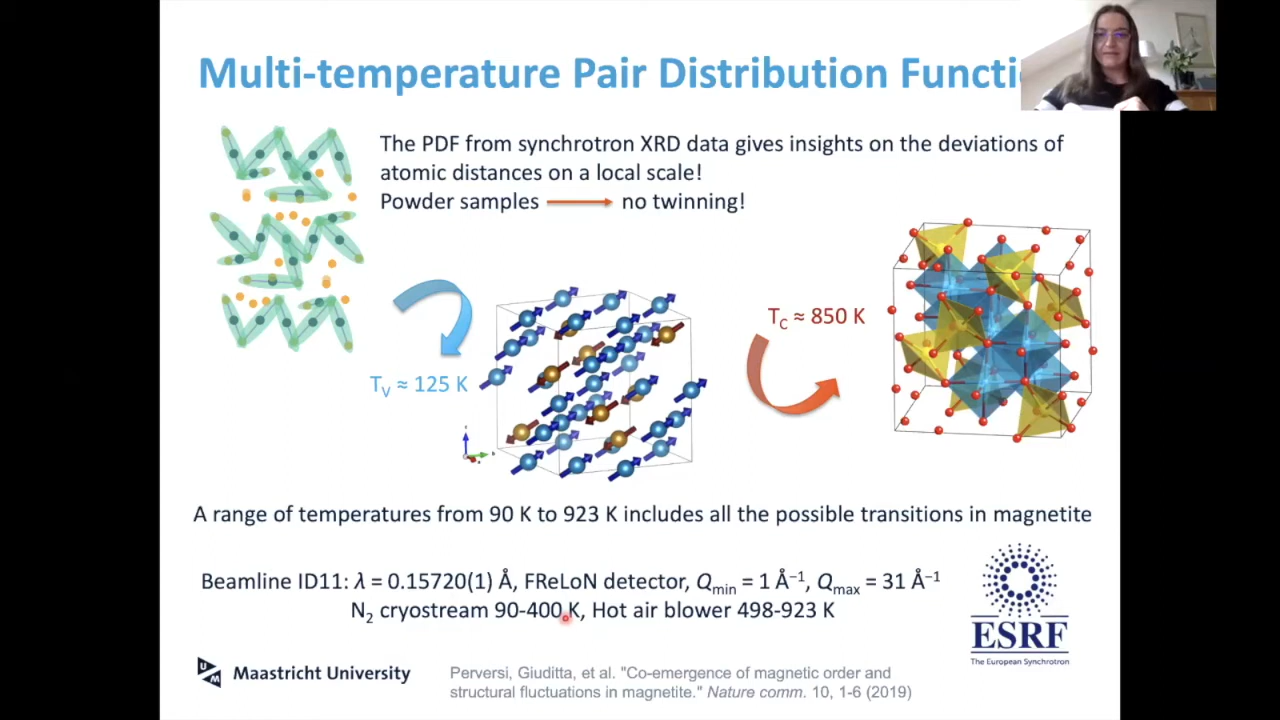 Multi-temperature Pair Distribution Functi
The PDF from synchrotron XRD data gives insights on the deviations of
atomic distances on a local scale!
Powder samples → no twinning!
T_C ≈ 850 K
T_V ≈ 125 K
A range of temperatures from 90 K to 923 K includes all the possible transitions in magnetite
Beamline ID11: λ = 0.15720(1) Å, FReLoN detector, Q_min = 1 Å⁻¹, Q_max = 31 Å⁻¹
N₂ cryostream 90-400 K, Hot air blower 498-923 K
ESRF
The European Synchrotron
UM
Maastricht University
Perversi, Giuditta, et al. "Co-emergence of magnetic order and
structural fluctuations in magnetite." Nature comm. 10, 1-6 (2019)